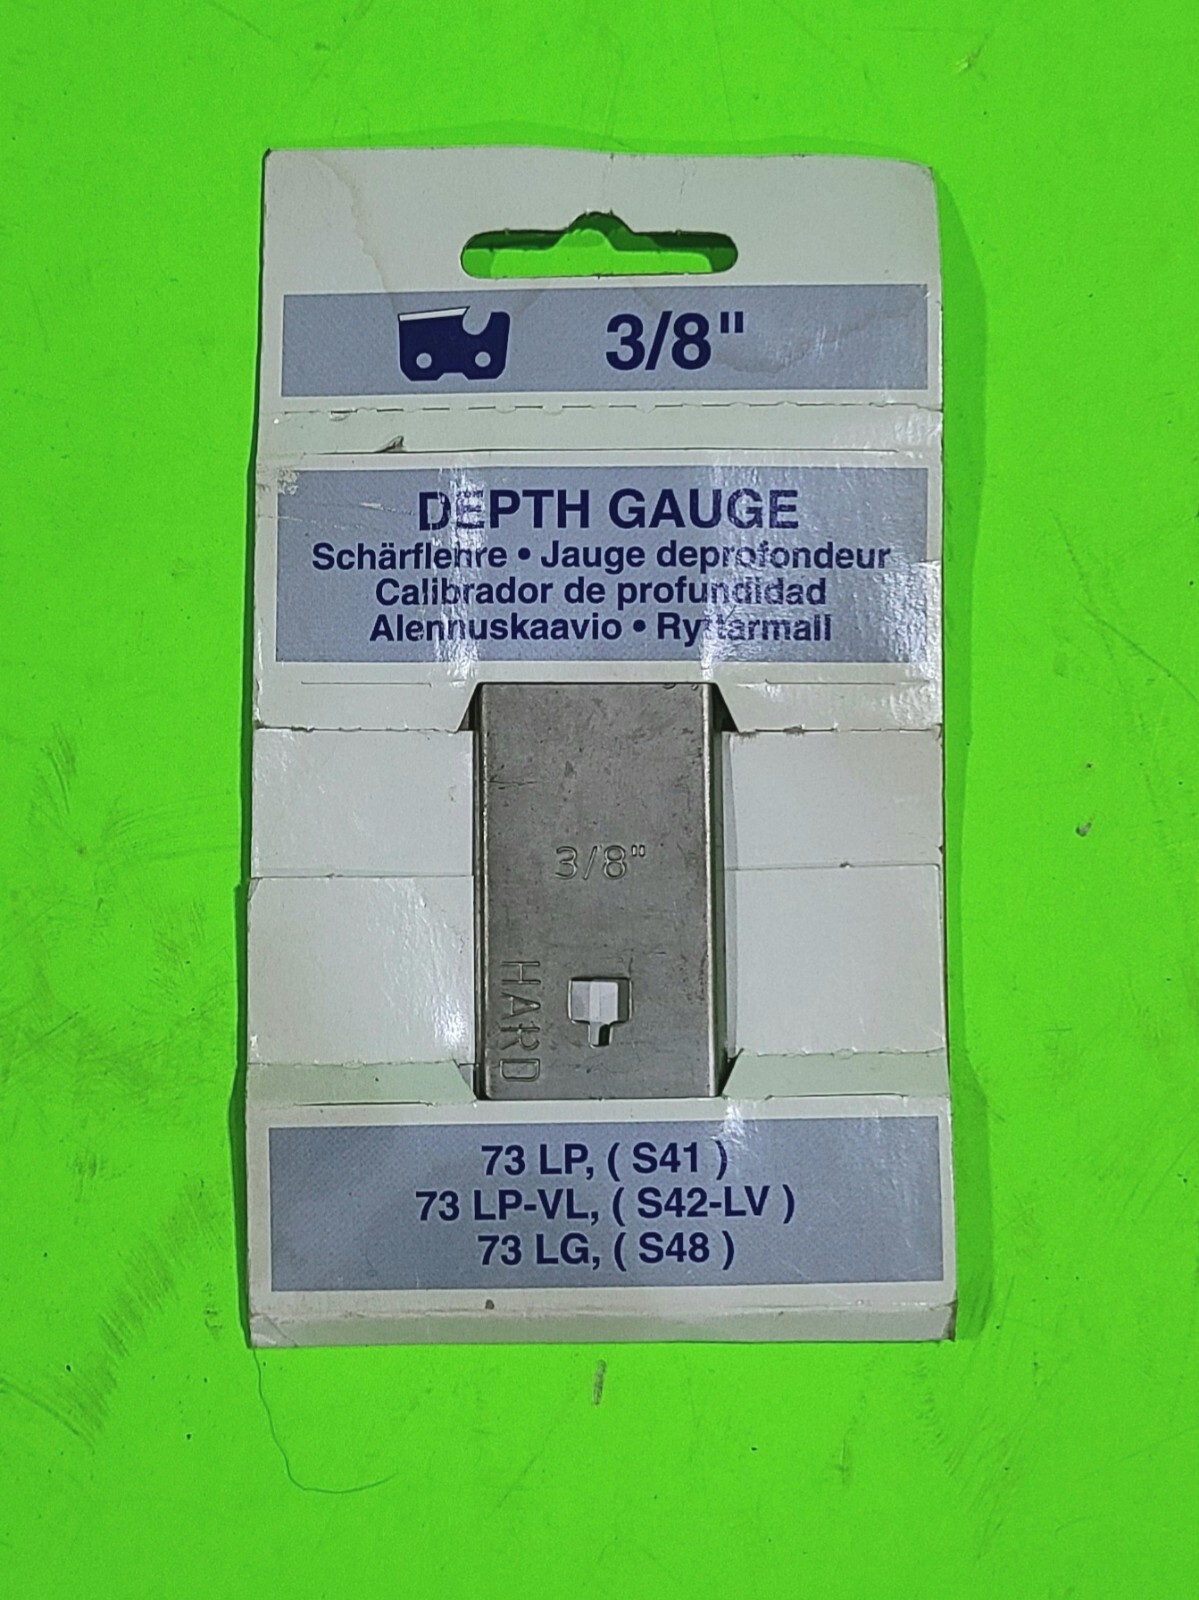 3/8"
DEPTH GAUGE
Schärflehre • Jauge deprofondeur
Calibrador de profundidad
Alennuskaavio • Ryttarmall
3/8"
HARD
73 LP, ( S41 )
73 LP-VL, ( S42-LV )
73 LG, ( S48 )